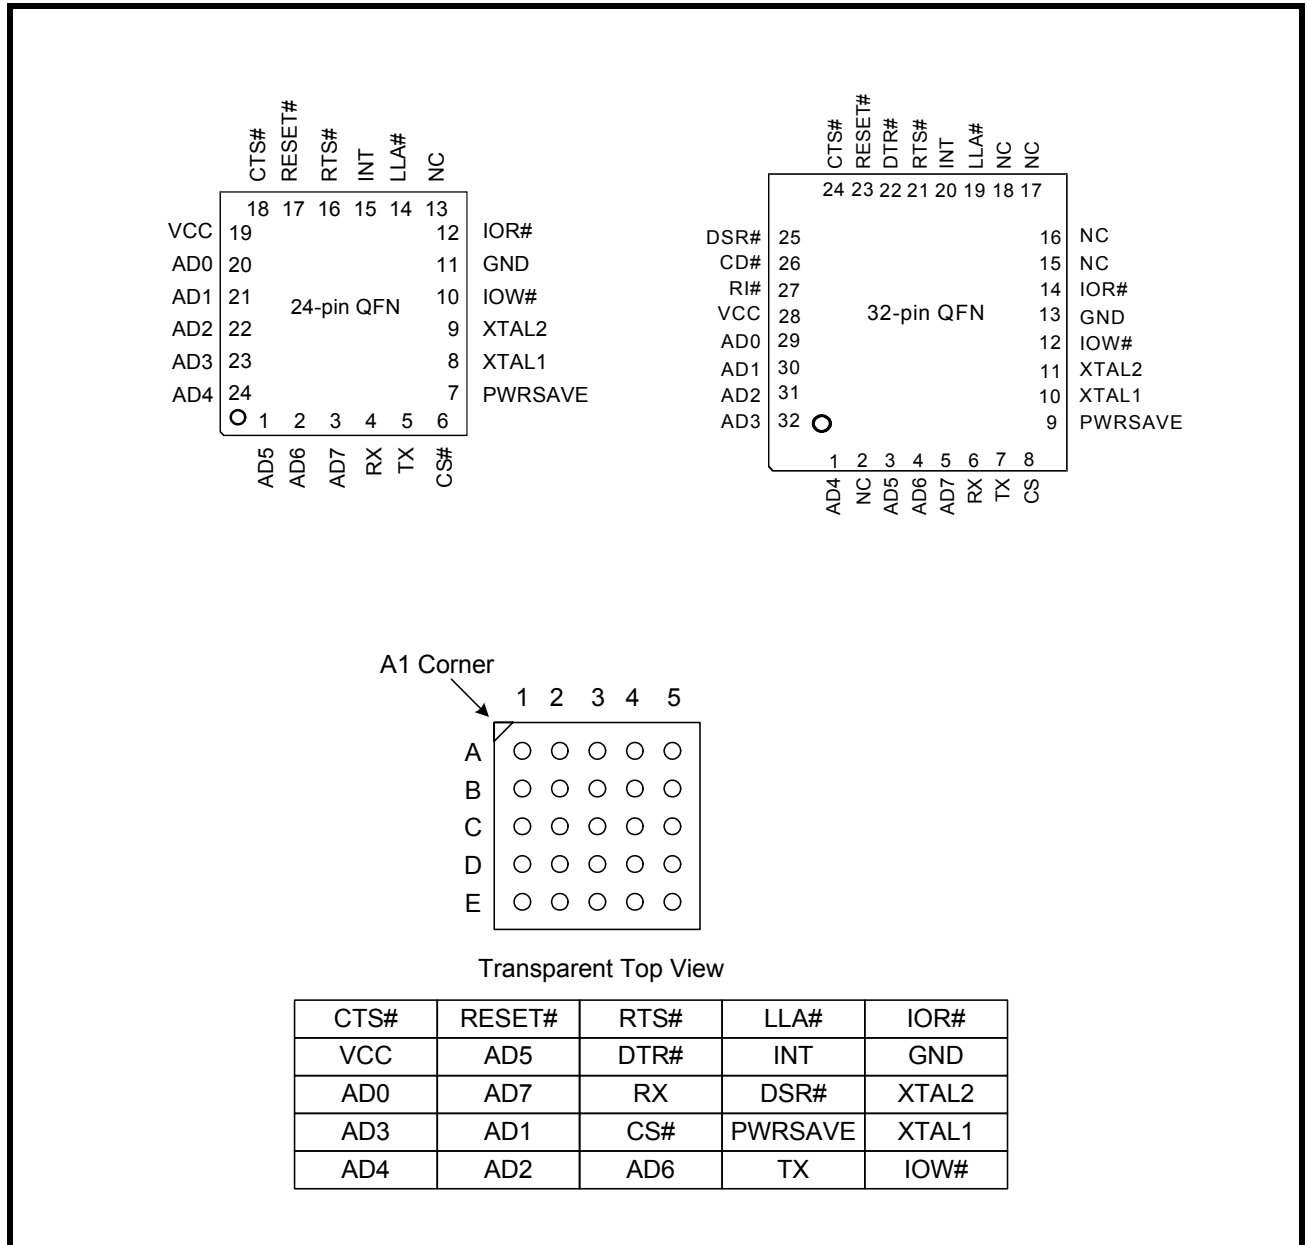 CTS# RESET# RTS# INT LLA# NC
18 17 16 15 14 13
VCC 19 12 IOR#
AD0 20 11 GND
AD1 21 24-pin QFN 10 IOW#
AD2 22 9 XTAL2
AD3 23 8 XTAL1
AD4 24 7 PWRSAVE
1 2 3 4 5 6
AD5 AD6 AD7 RX TX CS#
CTS# RESET# DTR# RTS# INT LLA# NC NC
24 23 22 21 20 19 18 17
DSR# 25 16 NC
CD# 26 15 NC
RI# 27 14 IOR#
VCC 28 32-pin QFN 13 GND
AD0 29 12 IOW#
AD1 30 11 XTAL2
AD2 31 10 XTAL1
AD3 32 9 PWRSAVE
1 2 3 4 5 6 7 8
AD4 NC AD5 AD6 AD7 RX TX CS
A1 Corner
1 2 3 4 5
A
B
C
D
E
Transparent Top View
CTS# RESET# RTS# LLA# IOR#
VCC AD5 DTR# INT GND
AD0 AD7 RX DSR# XTAL2
AD3 AD1 CS# PWRSAVE XTAL1
AD4 AD2 AD6 TX IOW#